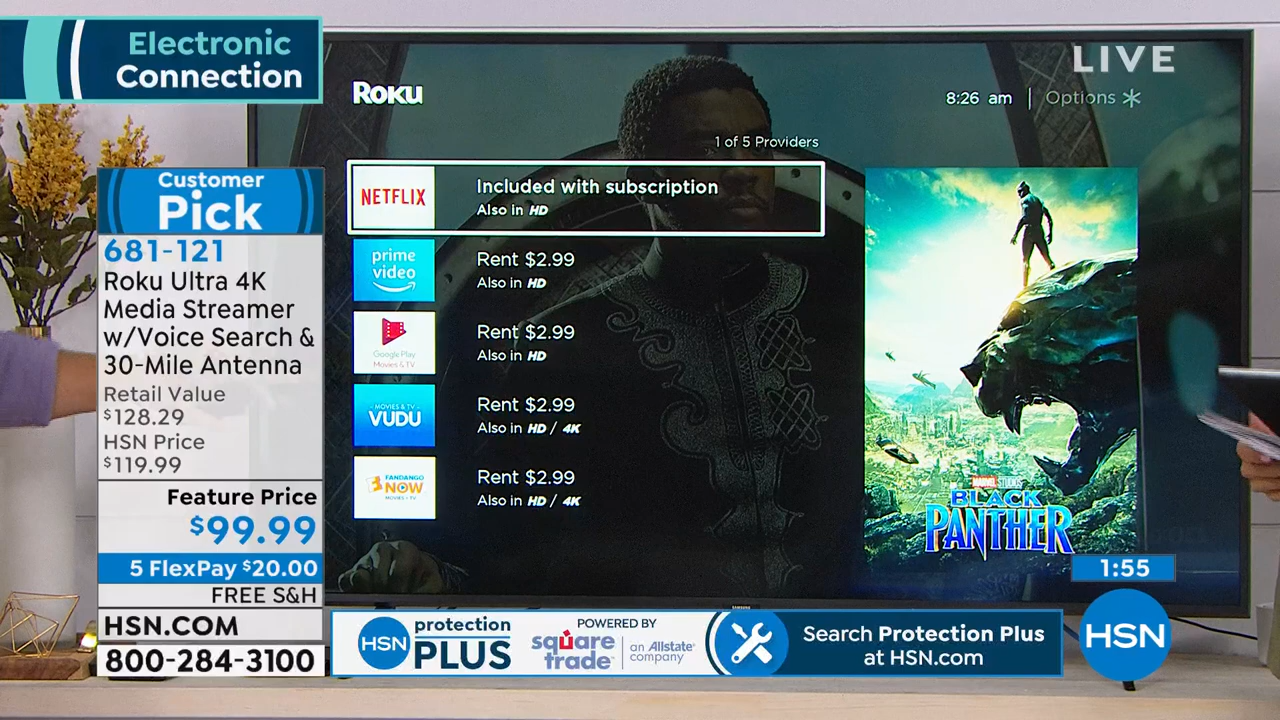 Electronic
Connection
Customer
Pick
681-121
Roku Ultra 4K
Media Streamer
w/Voice Search &
30-Mile Antenna
Retail Value
$128.29
HSN Price
$119.99
Feature Price
$99.99
5 FlexPay $20.00
FREE S&H
HSN.COM
800-284-3100
LIVE
Roku
8:26 am | Options
1 of 5 Providers
NETFLIX
Included with subscription
Also in HD
prime
video
Rent $2.99
Also in HD
Google Play
Movies & TV
Rent $2.99
Also in HD
MOVIES & TV
VUDU
Rent $2.99
Also in HD / 4K
FANDANGO
NOW
MOVIES + TV
Rent $2.99
Also in HD / 4K
MARVEL STUDIOS
BLACK
PANTHER
1:55
SAMSUNG
HSN
protection
PLUS
POWERED BY
square
trade
an Allstate
company
Search Protection Plus
at HSN.com
HSN